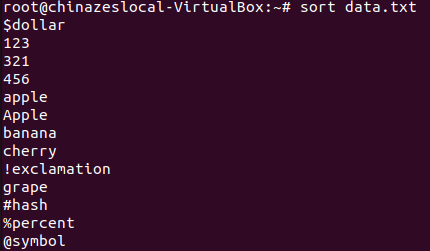 root@chinazeslocal-VirtualBox:~# sort data.txt
$dollar
123
321
456
apple
Apple
banana
cherry
!exclamation
grape
#hash
%percent
@symbol